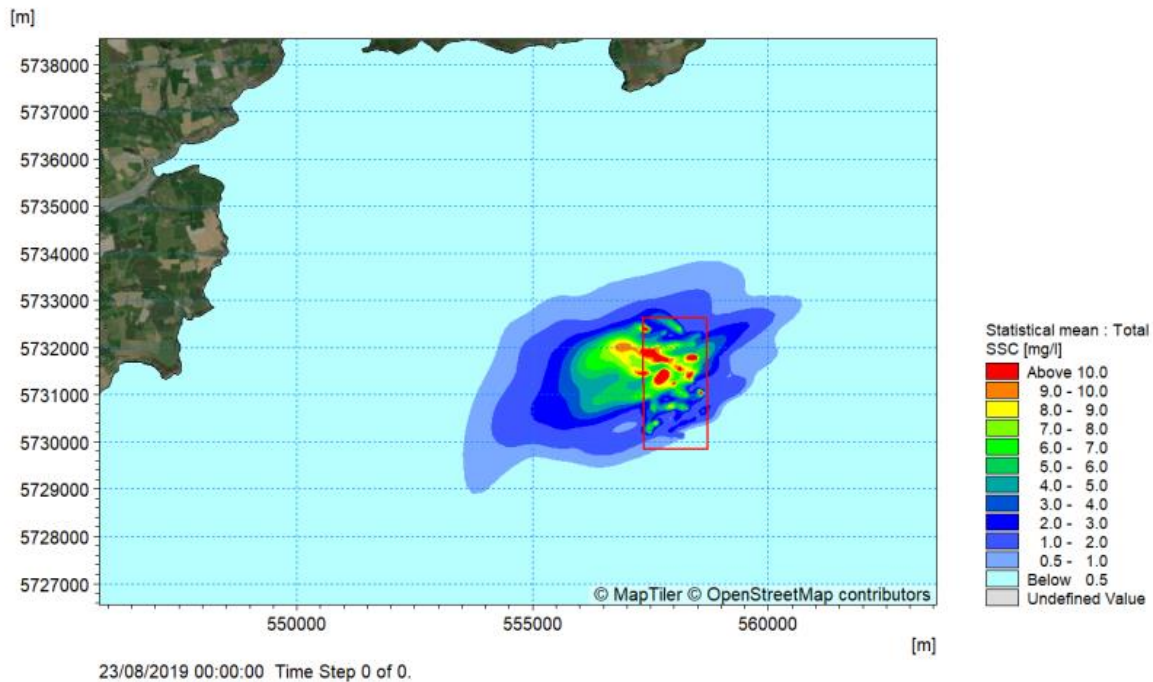 [m]
5738000
5737000
5736000
5735000
5734000
5733000
5732000
5731000
5730000
5729000
5728000
5727000
© MapTiler © OpenStreetMap contributors
550000 555000 560000
[m]
23/08/2019 00:00:00 Time Step 0 of 0.
Statistical mean : Total
SSC [mg/l]
Above 10.0
9.0 - 10.0
8.0 - 9.0
7.0 - 8.0
6.0 - 7.0
5.0 - 6.0
4.0 - 5.0
3.0 - 4.0
2.0 - 3.0
1.0 - 2.0
0.5 - 1.0
Below 0.5
Undefined Value